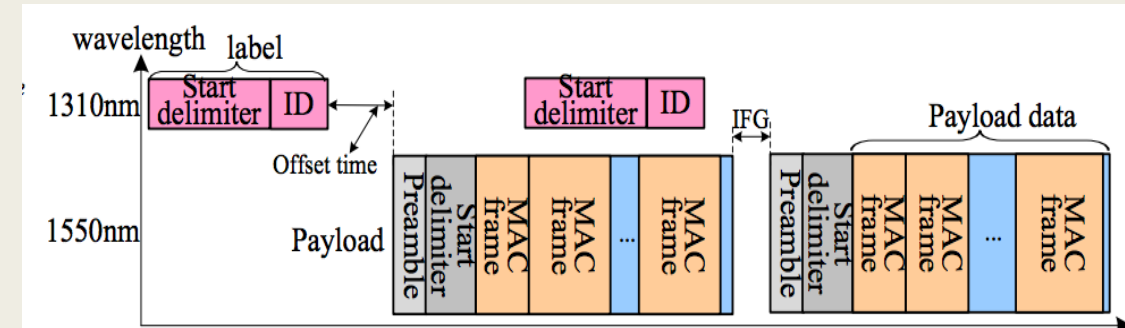 wavelength
label
1310nm
Start
delimiter
ID
Start
delimiter
ID
Offset time
IFG
Payload data
1550nm
Payload
Preamble
Start
delimiter
MAC
frame
MAC
frame
...
MAC
frame
Preamble
Start
delimiter
MAC
frame
MAC
frame
...
MAC
frame